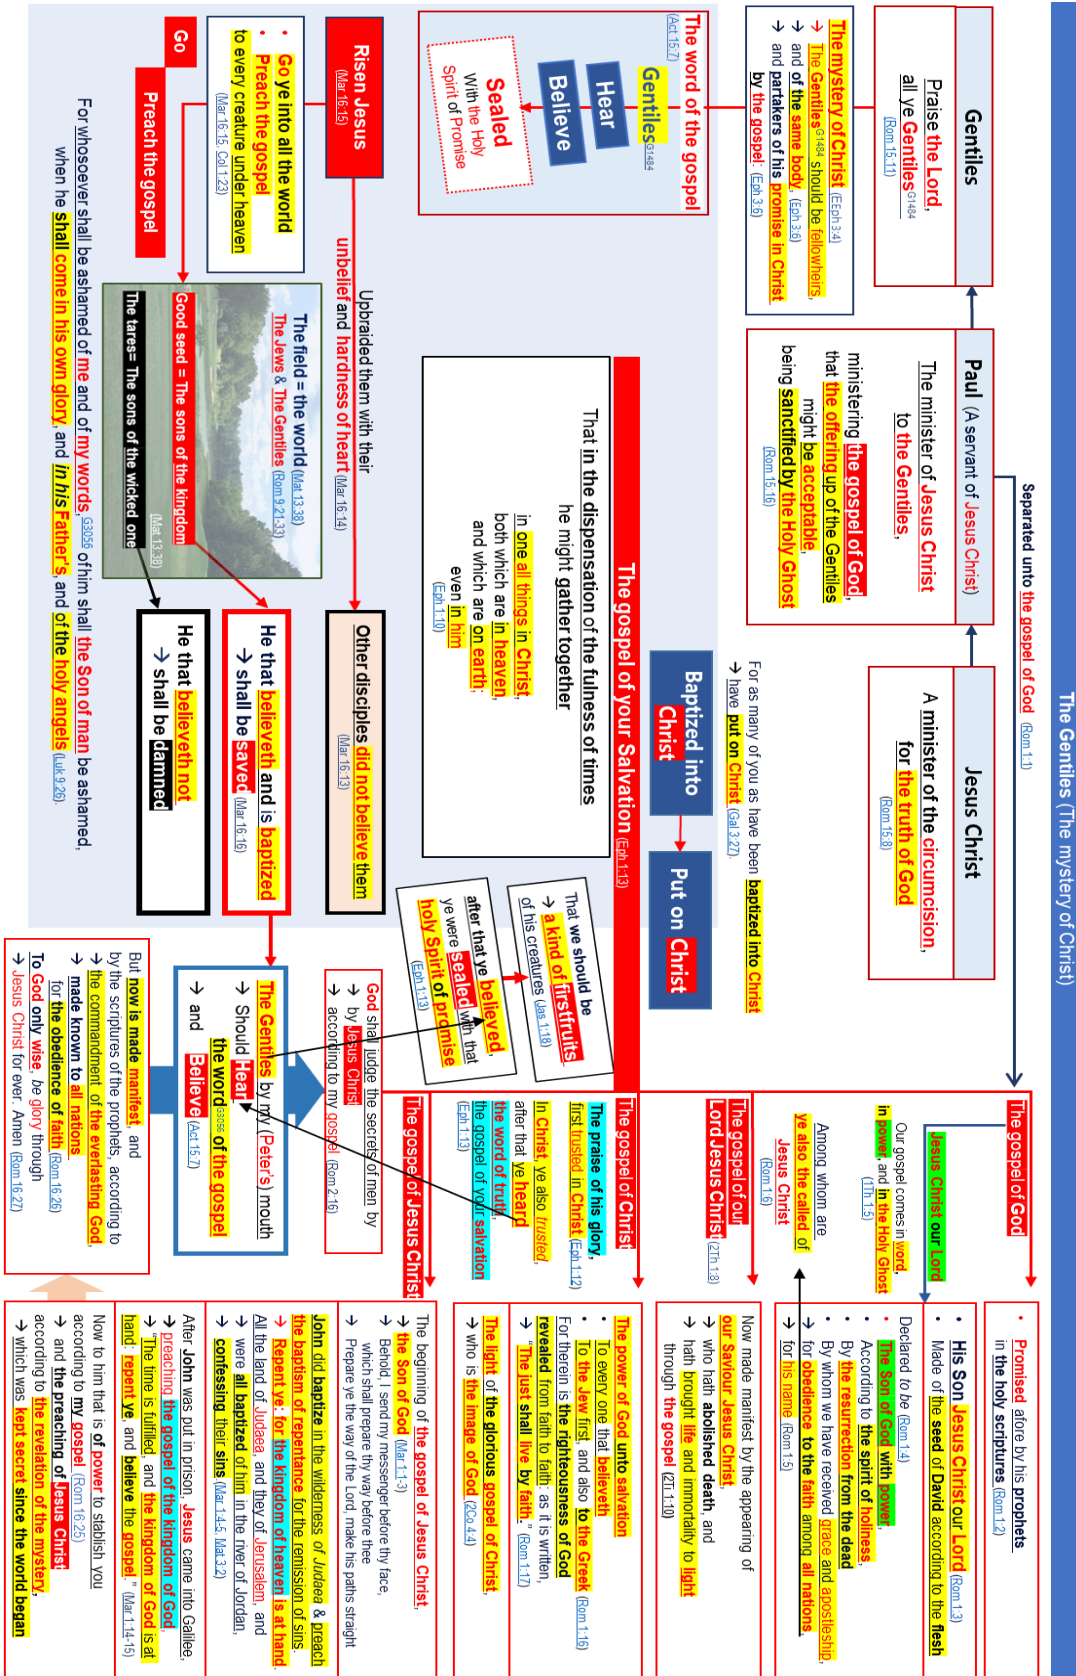 The Gentiles (The mystery of Christ)
Separated unto the gospel of God (Rom 1:1)
Gentiles
Praise the Lord,
all ye Gentiles G1484
(Rom 15:11)
Paul (A servant of Jesus Christ)
The minister of Jesus Christ
to the Gentiles,
ministering the gospel of God,
that the offering up of the Gentiles
might be acceptable,
being sanctified by the Holy Ghost
(Rom 15:16)
Jesus Christ
A minister of the circumcision,
for the truth of God
(Rom 15:8)
The mystery of Christ (EEph 3:4)
→ The Gentiles G1484 should be fellowheirs,
→ and of the same body, (Eph 3:6)
→ and partakers of his promise in Christ
by the gospel: (Eph 3:6)
The word of the gospel
(Act 15:7)
Gentiles G1484
Hear
Believe
Sealed
With the Holy
Spirit of Promise
For as many of you as have been baptized into Christ
→ have put on Christ (Gal 3:27).
Baptized into
Christ
Put on Christ
The gospel of your Salvation (Eph 1:13)
That in the dispensation of the fulness of times
he might gather together
in one all things in Christ,
both which are in heaven,
and which are on earth;
even in him
(Eph 1:10)
That we should be
→ a kind of firstfruits
of his creatures (Jas 1:18)
after that ye believed,
ye were sealed with that
holy Spirit of promise
(Eph 1:13)
Risen Jesus
(Mar 16:15)
Upbraided them with their
unbelief and hardness of heart (Mar 16:14)
Other disciples did not believe them
(Mar 16:13)
• Go ye into all the world
• Preach the gospel
to every creature under heaven
(Mar 16:15, Col 1:23)
Go
Preach the gospel
The field = the world (Mat 13:38)
The Jews & The Gentiles (Rom 9:21-33)
Good seed = The sons of the kingdom
The tares= The sons of the wicked one
(Mat 13:38)
He that believeth and is baptized
→ shall be saved (Mar 16:16)
He that believeth not
→ shall be damned
For whosoever shall be ashamed of me and of my words, G3056 of him shall the Son of man be ashamed,
when he shall come in his own glory, and in his Father's, and of the holy angels (Luk 9:26).
God shall judge the secrets of men by
→ by Jesus Christ
→ according to my gospel (Rom 2:16)
The Gentiles by my (Peter's) mouth
→ Should Hear
the word G3056 of the gospel
→ and Believe (Act 15:7)
But now is made manifest, and
by the scriptures of the prophets, according to
→ the commandment of the everlasting God,
→ made known to all nations
for the obedience of faith (Rom 16:26)
To God only wise, be glory through
→ Jesus Christ for ever. Amen (Rom 16:27)
The gospel of God
• Promised afore by his prophets
in the holy scriptures (Rom 1:2)
Jesus Christ our Lord
Our gospel comes in word,
in power, and in the Holy Ghost
(1Th 1:5)
Among whom are
ye also the called of
Jesus Christ
(Rom 1:6)
• His Son Jesus Christ our Lord (Rom 1:3)
• Made of the seed of David according to the flesh
Declared to be (Rom 1:4)
• The Son of God with power,
• According to the spirit of holiness,
• By the resurrection from the dead
• By whom we have received grace and apostleship,
→ for obedience to the faith among all nations,
→ for his name (Rom 1:5)
The gospel of our
Lord Jesus Christ (2Th 1:8)
Now made manifest by the appearing of
our Saviour Jesus Christ,
→ who hath abolished death, and
→ hath brought life and immortality to light
through the gospel (2Ti 1:10)
The gospel of Christ
The praise of his glory,
first trusted in Christ (Eph 1:12)
In Christ, ye also trusted,
after that ye heard
the word of truth,
the gospel of your salvation
(Eph 1:13)
The power of God unto salvation
• To every one that believeth
• To the Jew first, and also to the Greek (Rom 1:16)
For therein is the righteousness of God
revealed from faith to faith: as it is written,
→ "The just shall live by faith." (Rom 1:17)
The light of the glorious gospel of Christ,
→ who is the image of God (2Co 4:4)
The gospel of Jesus Christ
The beginning of the gospel of Jesus Christ,
→ the Son of God (Mar 1:1-3)
→ Behold, I send my messenger before thy face,
which shall prepare thy way before thee
→ Prepare ye the way of the Lord, make his paths straight
John did baptize in the wilderness of Judaea & preach
the baptism of repentance for the remission of sins.
→ Repent ye: for the kingdom of heaven is at hand.
All the land of Judaea, and they of Jerusalem, and
→ were all baptized of him in the river of Jordan,
→ confessing their sins (Mar 1:4-5, Mat 3:2)
After John was put in prison, Jesus came into Galilee,
→ preaching the gospel of the kingdom of God,
→ "The time is fulfilled, and the kingdom of God is at
hand: repent ye, and believe the gospel." (Mar 1:14-15)
Now to him that is of power to stablish you
according to my gospel (Rom 16:25)
→ and the preaching of Jesus Christ
according to the revelation of the mystery,
→ which was kept secret since the world began